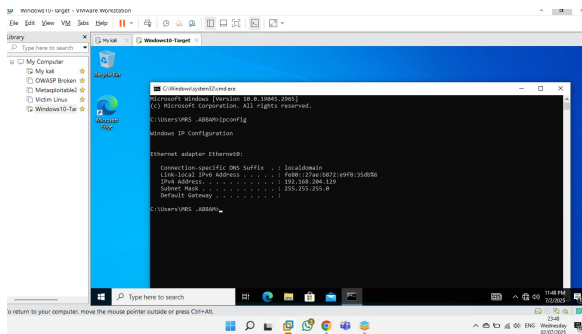 Windows10-Target - VMware Workstation
File Edit View VM Tabs Help
Library
Type here to search
My Computer
My kali
OWASP Broken
Metasploitable2
Victim Linux
Windows10-Tar
My kali
Windows10-Target
Recycle Bin
Microsoft Edge
C:\Windows\system32\cmd.exe
Microsoft Windows [Version 10.0.19045.2965]
(c) Microsoft Corporation. All rights reserved.
C:\Users\MRS .ABBAM>ipconfig
Windows IP Configuration
Ethernet adapter Ethernet0:
Connection-specific DNS Suffix . : localdomain
Link-local IPv6 Address . . . . . : fe80::27ae:b872:e9f8:35db%6
IPv4 Address. . . . . . . . . . . : 192.168.204.129
Subnet Mask . . . . . . . . . . . : 255.255.255.0
Default Gateway . . . . . . . . . :
C:\Users\MRS .ABBAM>
Type here to search
11:48 PM
7/2/2025
To return to your computer, move the mouse pointer outside or press Ctrl+Alt.
ENG
23:48
Wednesday
02/07/2025